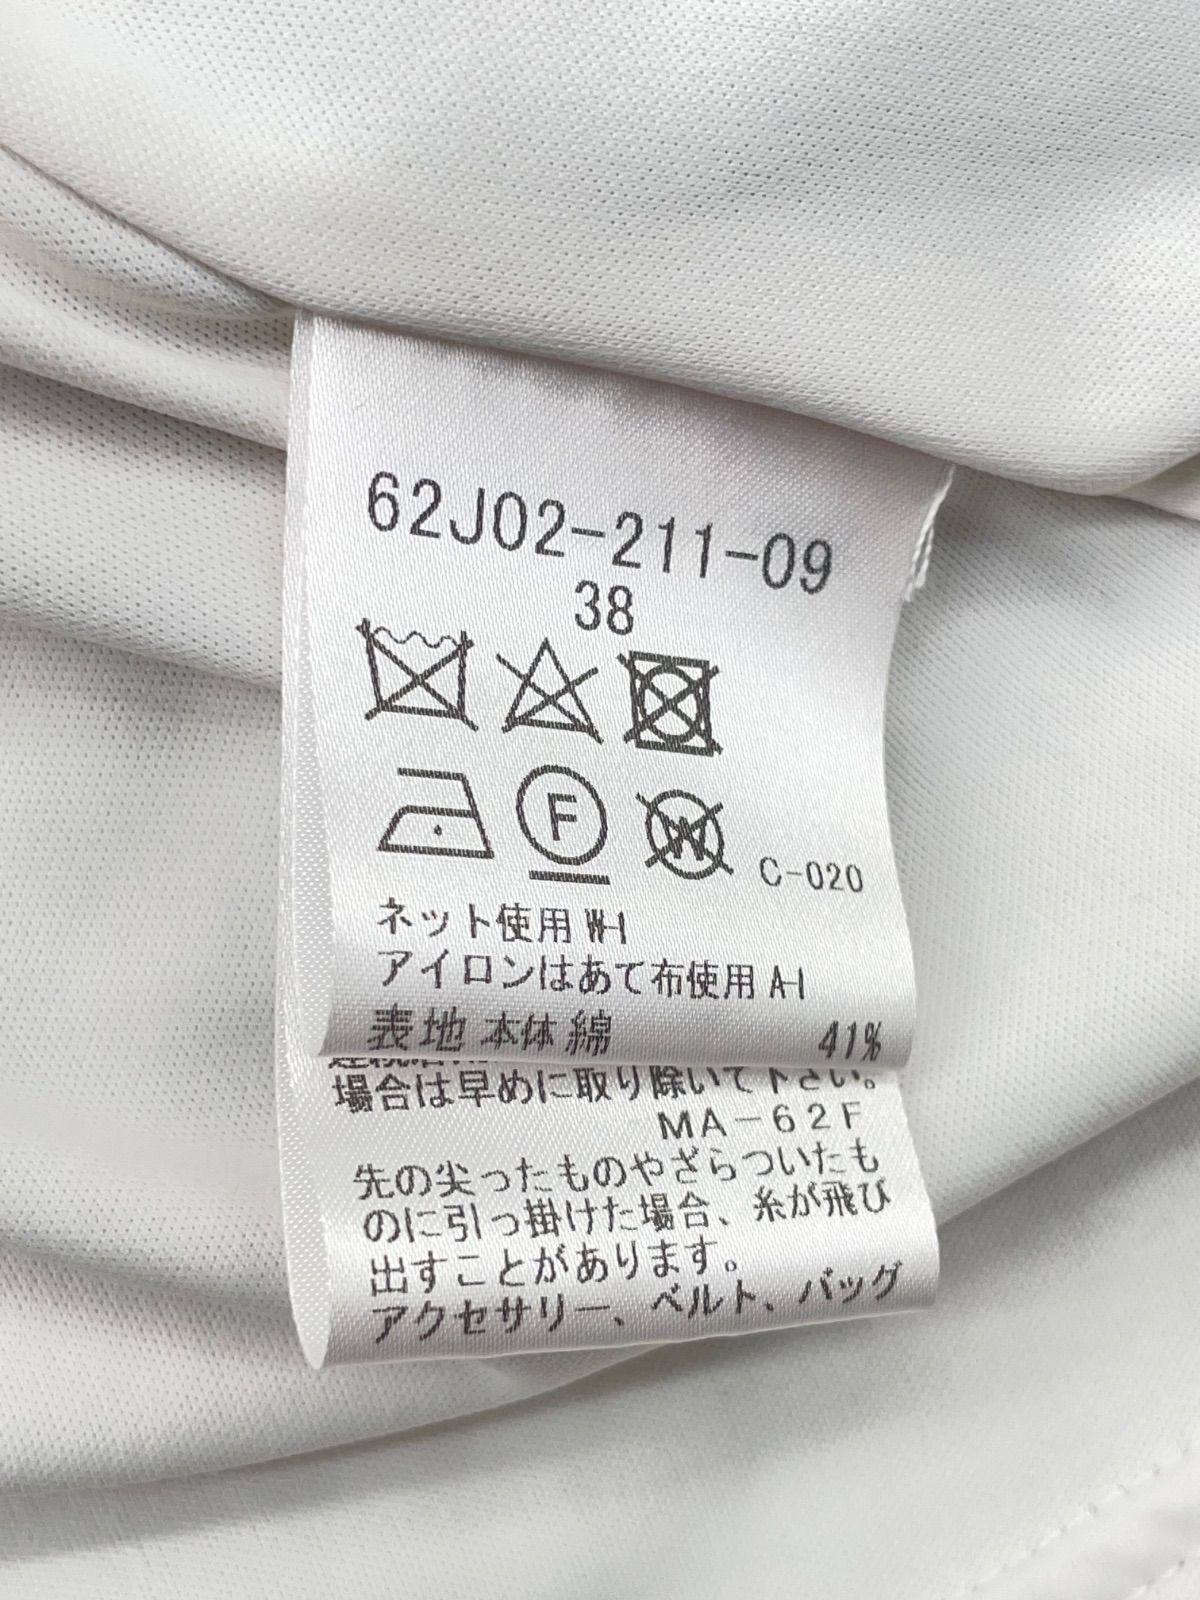 62J02-211-09
38
F
W
C-020
ネット使用 W-1
アイロンはあて布使用 A-1
表地 本体 綿 41%
場合は早めに取り除いて下さい。
MA-62F
先の尖ったものやざらついたも
のに引っ掛けた場合、糸が飛び
出すことがあります。
アクセサリー、ベルト、バッグ